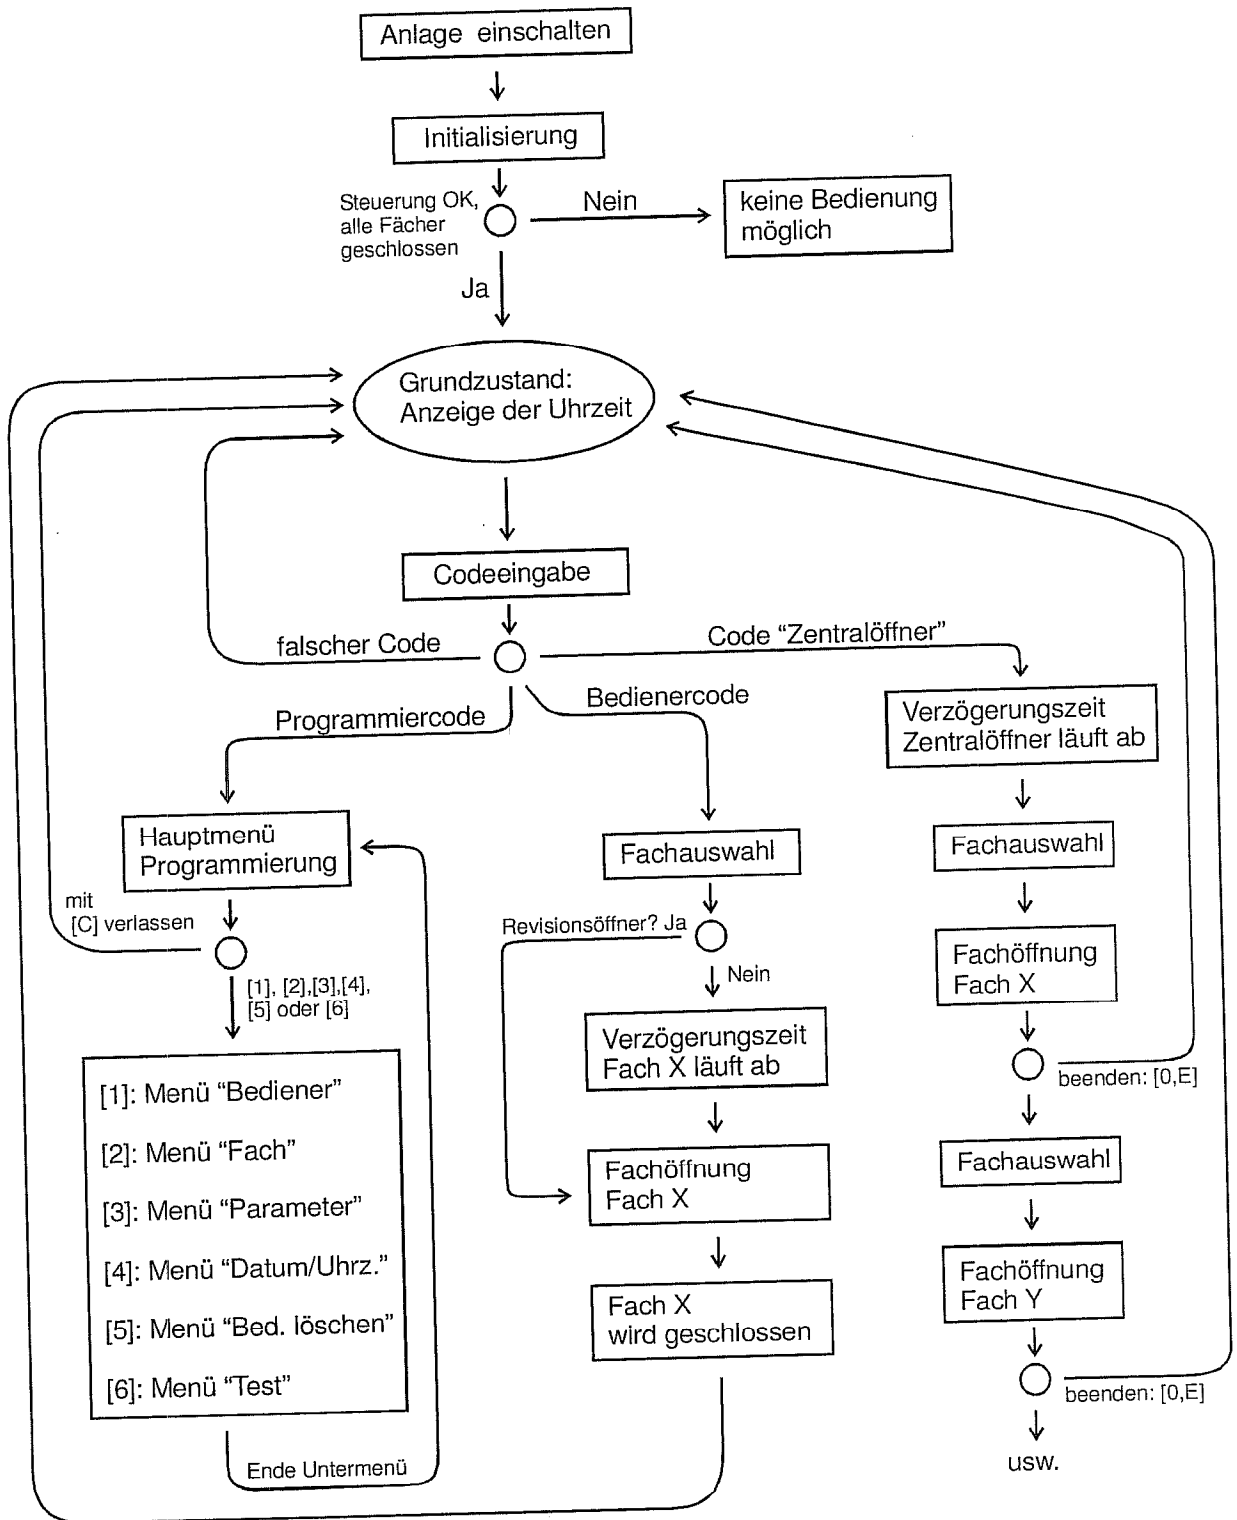 Anlage einschalten
Initialisierung
Steuerung OK,
alle Fächer
geschlossen
Nein
keine Bedienung
möglich
Ja
Grundzustand:
Anzeige der Uhrzeit
Codeeingabe
falscher Code
Code “Zentralöffner”
Programmiercode
Bedienercode
Verzögerungszeit
Zentralöffner läuft ab
Hauptmenü
Programmierung
mit
[C] verlassen
[1], [2],[3],[4],
[5] oder [6]
[1]: Menü “Bediener”
[2]: Menü “Fach”
[3]: Menü “Parameter”
[4]: Menü “Datum/Uhrz.”
[5]: Menü “Bed. löschen”
[6]: Menü “Test”
Ende Untermenü
Fachauswahl
Revisionsöffner? Ja
Nein
Verzögerungszeit
Fach X läuft ab
Fachöffnung
Fach X
Fach X
wird geschlossen
Fachauswahl
Fachöffnung
Fach X
beenden: [0,E]
Fachauswahl
Fachöffnung
Fach Y
beenden: [0,E]
usw.